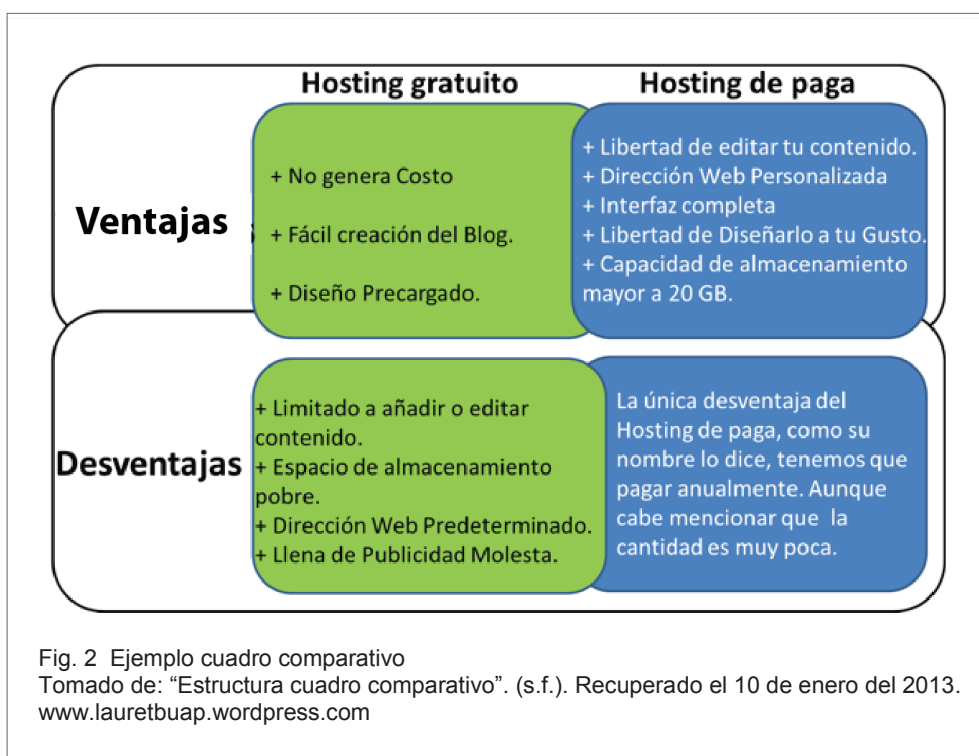 Hosting gratuito
Hosting de paga
Ventajas
+ No genera Costo
+ Fácil creación del Blog.
+ Diseño Precargado.
+ Libertad de editar tu contenido.
+ Dirección Web Personalizada
+ Interfaz completa
+ Libertad de Diseñarlo a tu Gusto.
+ Capacidad de almacenamiento
mayor a 20 GB.
Desventajas
+ Limitado a añadir o editar
contenido.
+ Espacio de almacenamiento
pobre.
+ Dirección Web Predeterminado.
+ Llena de Publicidad Molesta.
La única desventaja del
Hosting de paga, como su
nombre lo dice, tenemos que
pagar anualmente. Aunque
cabe mencionar que la
cantidad es muy poca.
Fig. 2 Ejemplo cuadro comparativo
Tomado de: “Estructura cuadro comparativo”. (s.f.). Recuperado el 10 de enero del 2013.
www.lauretbuap.wordpress.com